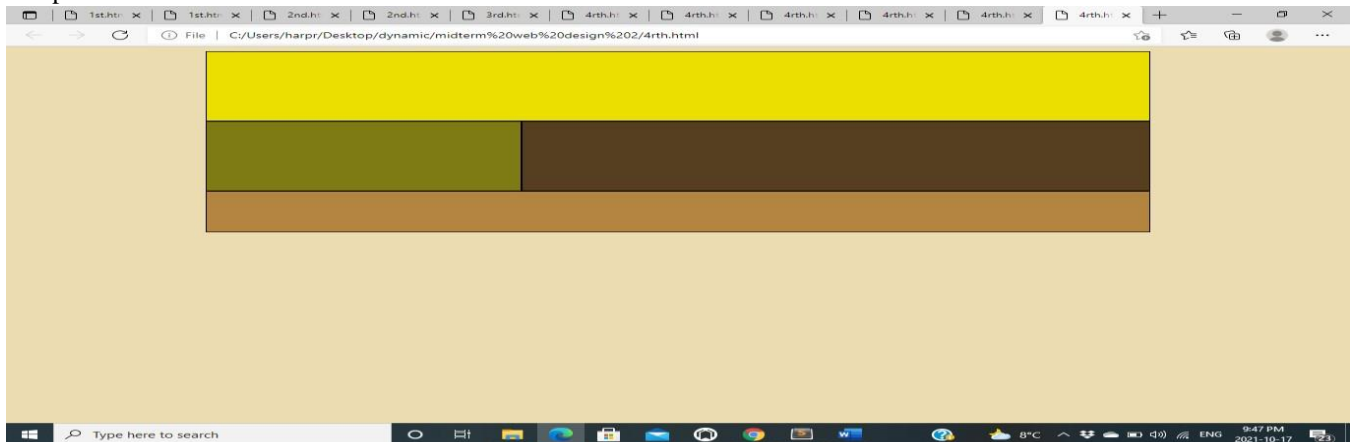 1st.htm 1st.htm 2nd.ht 2nd.ht 3rd.htm 4rth.ht 4rth.ht 4rth.ht 4rth.ht 4rth.ht 4rth.ht
File | C:/Users/harpr/Desktop/dynamic/midterm%20web%20design%202/4rth.html
Type here to search 8°C ENG 9:47 PM
2021-10-17 23